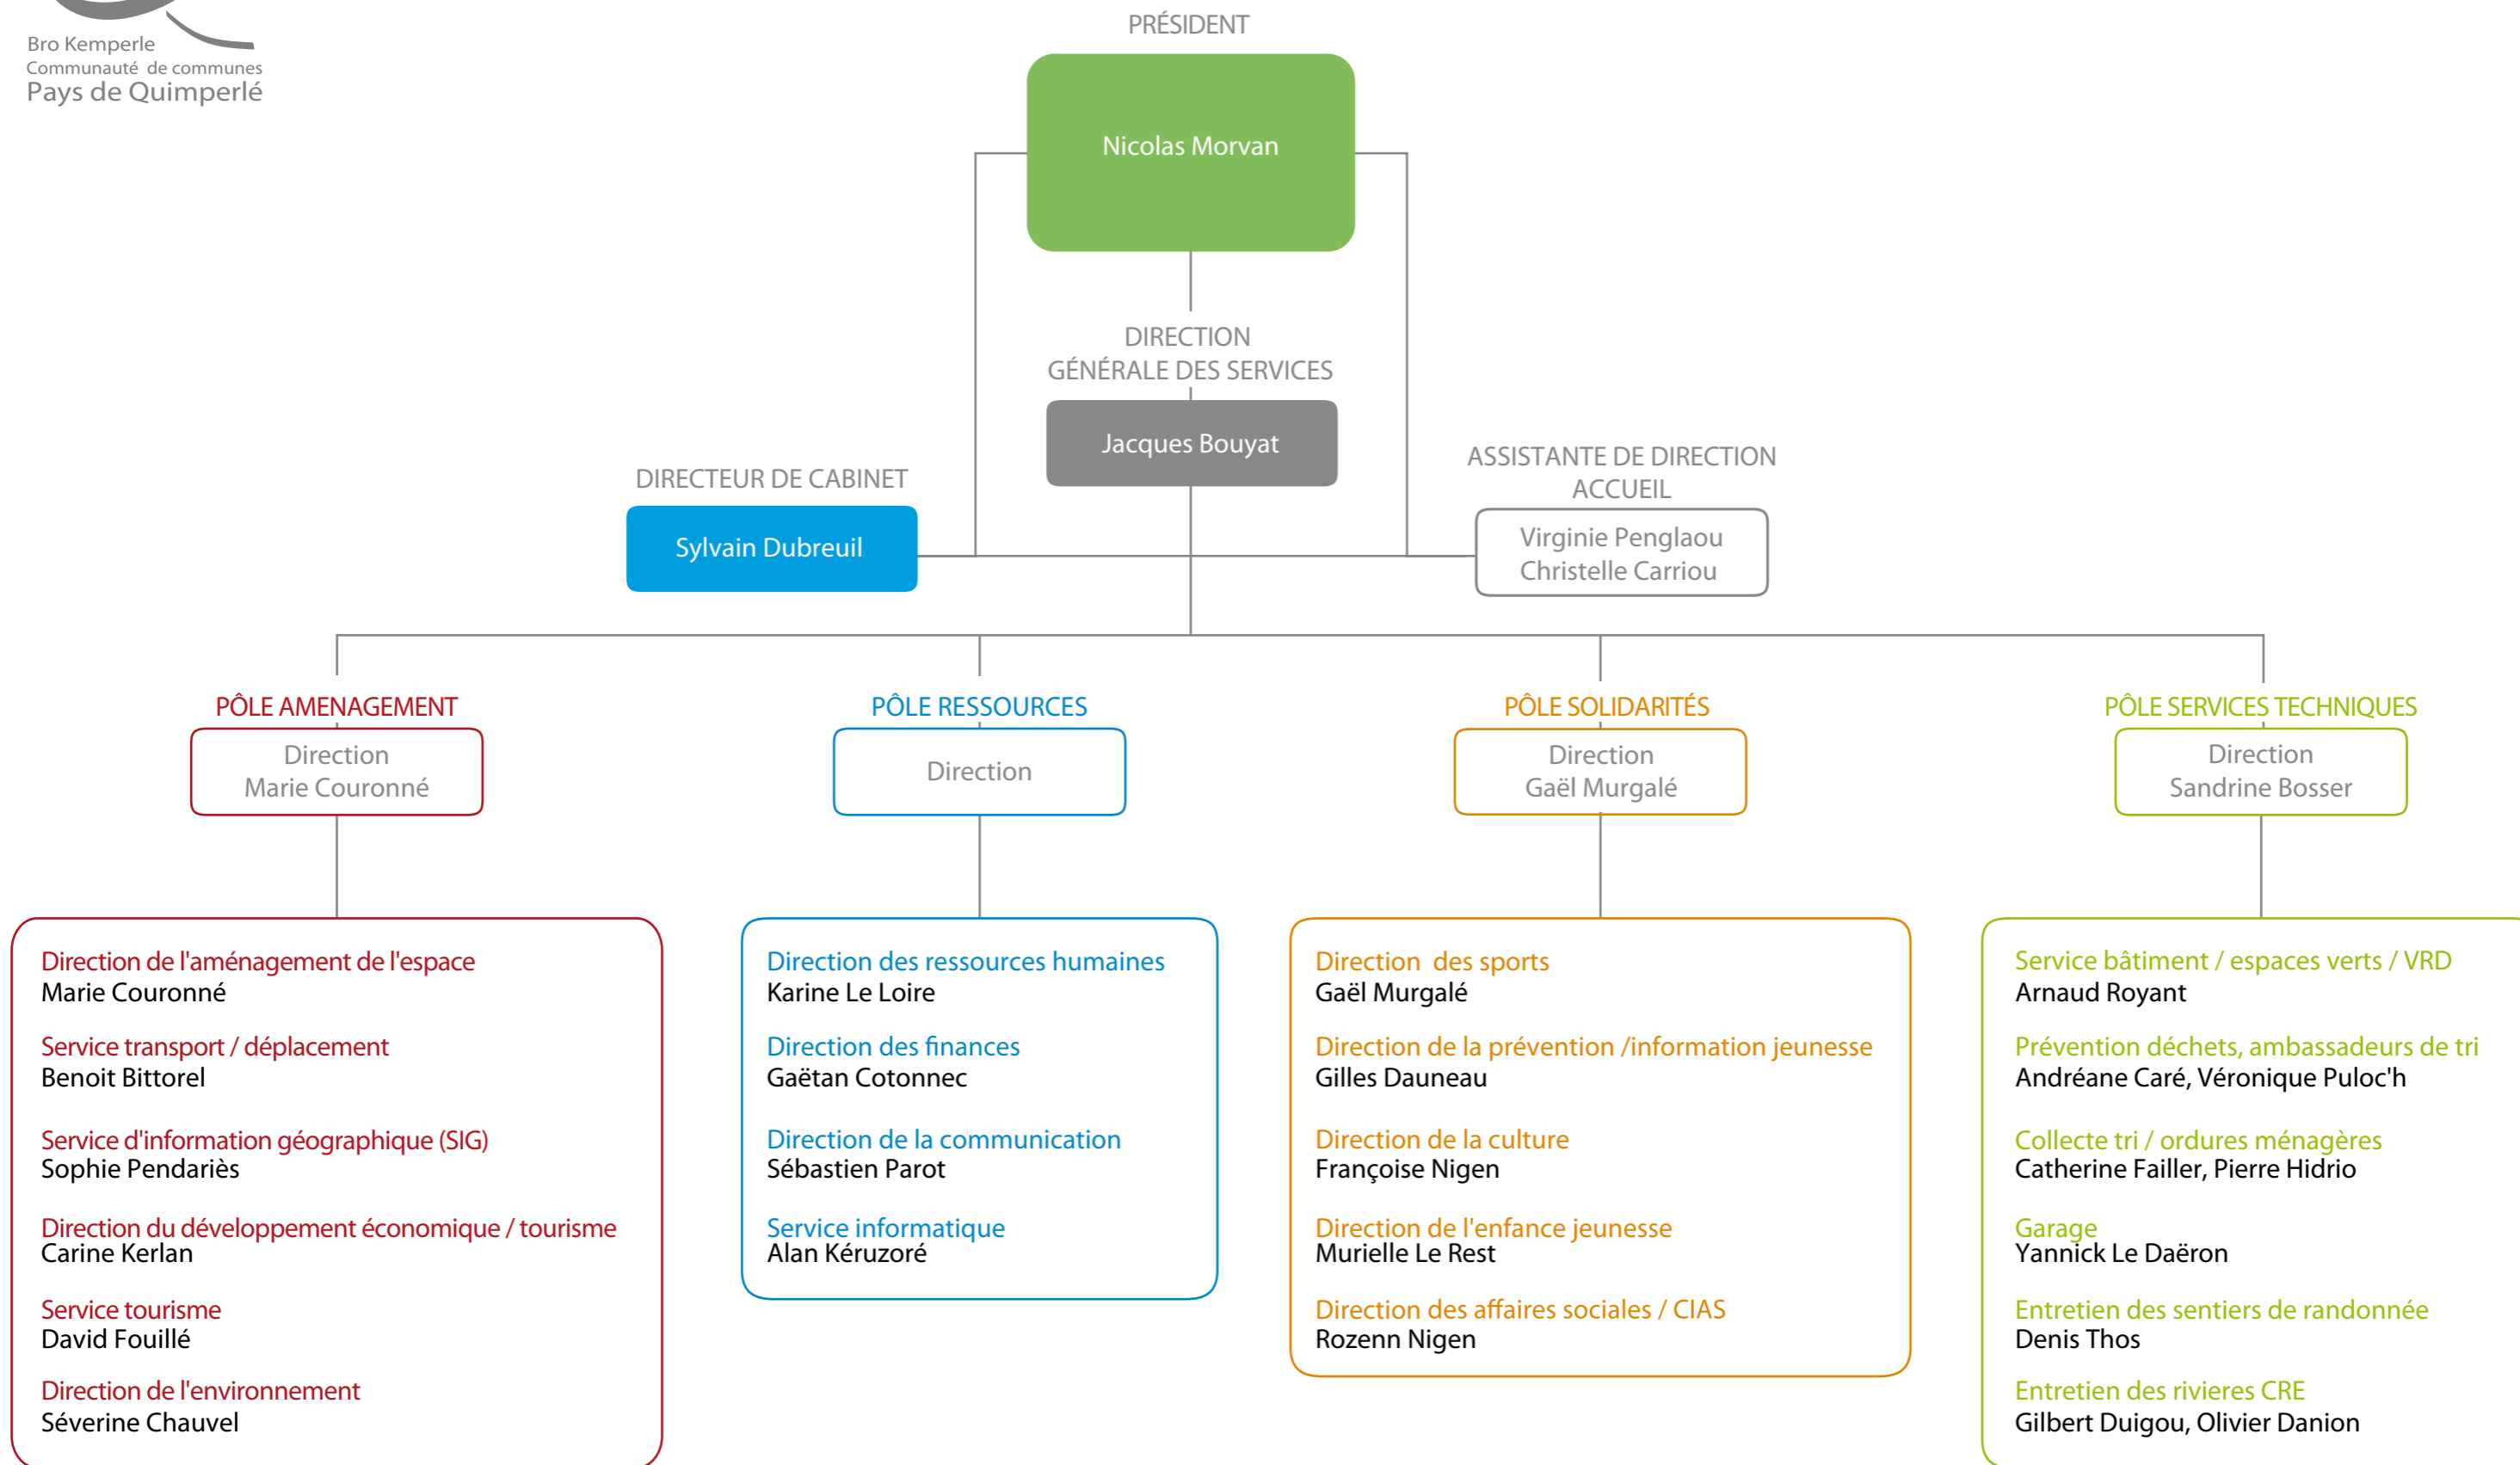 Bro Kemperle
Communauté de communes
Pays de Quimperlé
PRÉSIDENT
Nicolas Morvan
DIRECTION
GÉNÉRALE DES SERVICES
Jacques Bouyat
DIRECTEUR DE CABINET
Sylvain Dubreuil
ASSISTANTE DE DIRECTION
ACCUEIL
Virginie Penglaou
Christelle Carriou
PÔLE AMENAGEMENT
Direction
Marie Couronné
Direction de l'aménagement de l'espace
Marie Couronné
Service transport / déplacement
Benoit Bittorel
Service d'information géographique (SIG)
Sophie Pendariès
Direction du développement économique / tourisme
Carine Kerlan
Service tourisme
David Fouillé
Direction de l'environnement
Séverine Chauvel
PÔLE RESSOURCES
Direction
Direction des ressources humaines
Karine Le Loire
Direction des finances
Gaëtan Cotonnec
Direction de la communication
Sébastien Parot
Service informatique
Alan Kéruzoré
PÔLE SOLIDARITÉS
Direction
Gaël Murgalé
Direction des sports
Gaël Murgalé
Direction de la prévention /information jeunesse
Gilles Dauneau
Direction de la culture
Françoise Nigen
Direction de l'enfance jeunesse
Murielle Le Rest
Direction des affaires sociales / CIAS
Rozenn Nigen
PÔLE SERVICES TECHNIQUES
Direction
Sandrine Bosser
Service bâtiment / espaces verts / VRD
Arnaud Royant
Prévention déchets, ambassadeurs de tri
Andréane Caré, Véronique Puloc'h
Collecte tri / ordures ménagères
Catherine Failler, Pierre Hidrio
Garage
Yannick Le Daëron
Entretien des sentiers de randonnée
Denis Thos
Entretien des rivieres CRE
Gilbert Duigou, Olivier Danion